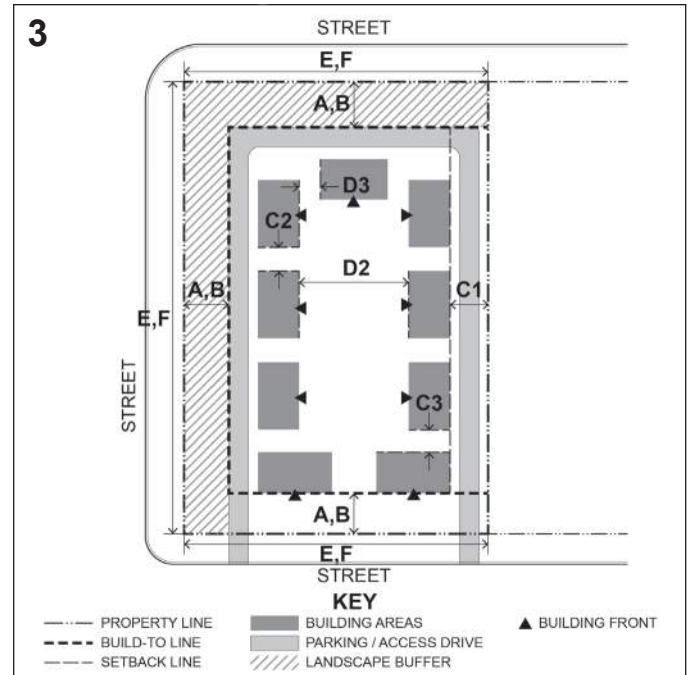 3
STREET
E,F
A,B
D3
C2
D2
A,B
C1
E,F
STREET
C3
A,B
E,F
STREET
KEY
PROPERTY LINE
BUILD-TO LINE
SETBACK LINE
BUILDING AREAS
PARKING / ACCESS DRIVE
LANDSCAPE BUFFER
BUILDING FRONT